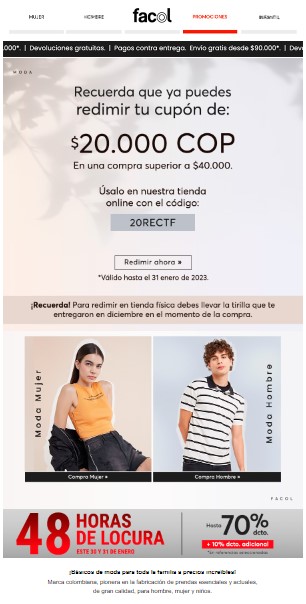 MUJER HOMBRE facol PROMOCIONES INFANTIL
.000*. | Devoluciones gratuitas. | Pagos contra entrega. Envío gratis desde $90.000*. | Dev
MODA
Recuerda que ya puedes
redimir tu cupón de:
$20.000 COP
En una compra superior a $40.000.
Úsalo en nuestra tienda
online con el código:
20RECTF
Redimir ahora »
*Válido hasta el 31 enero de 2023.
¡Recuerda! Para redimir en tienda física debes llevar la tirilla que te
entregaron en diciembre en el momento de la compra.
Moda Mujer
Moda Hombre
Comprar Mujer »
Comprar Hombre »
FACOL
48 HORAS
DE LOCURA
ESTE 30 Y 31 DE ENERO
Hasta 70% dcto.
+ 10% dcto. adicional
*En referencias seleccionadas.
¡Básicos de moda para toda la familia a precios increíbles!
Marca colombiana, pionera en la fabricación de prendas esenciales y actuales,
de gran calidad, para hombre, mujer y niños.